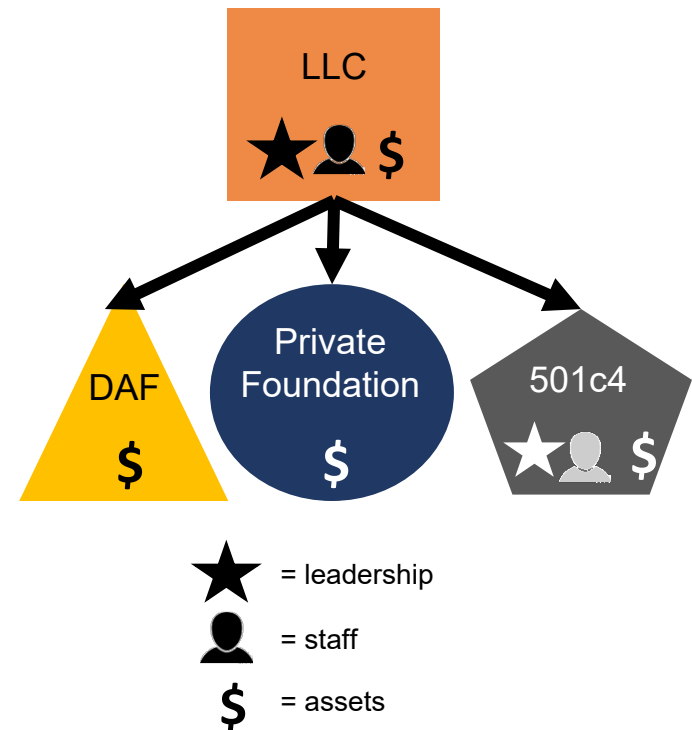 LLC
$
DAF
$
Private
Foundation
$
501c4
$
= leadership
= staff
$ = assets